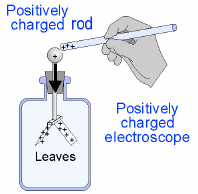 Positively
charged rod
Positively
charged
electroscope
Leaves